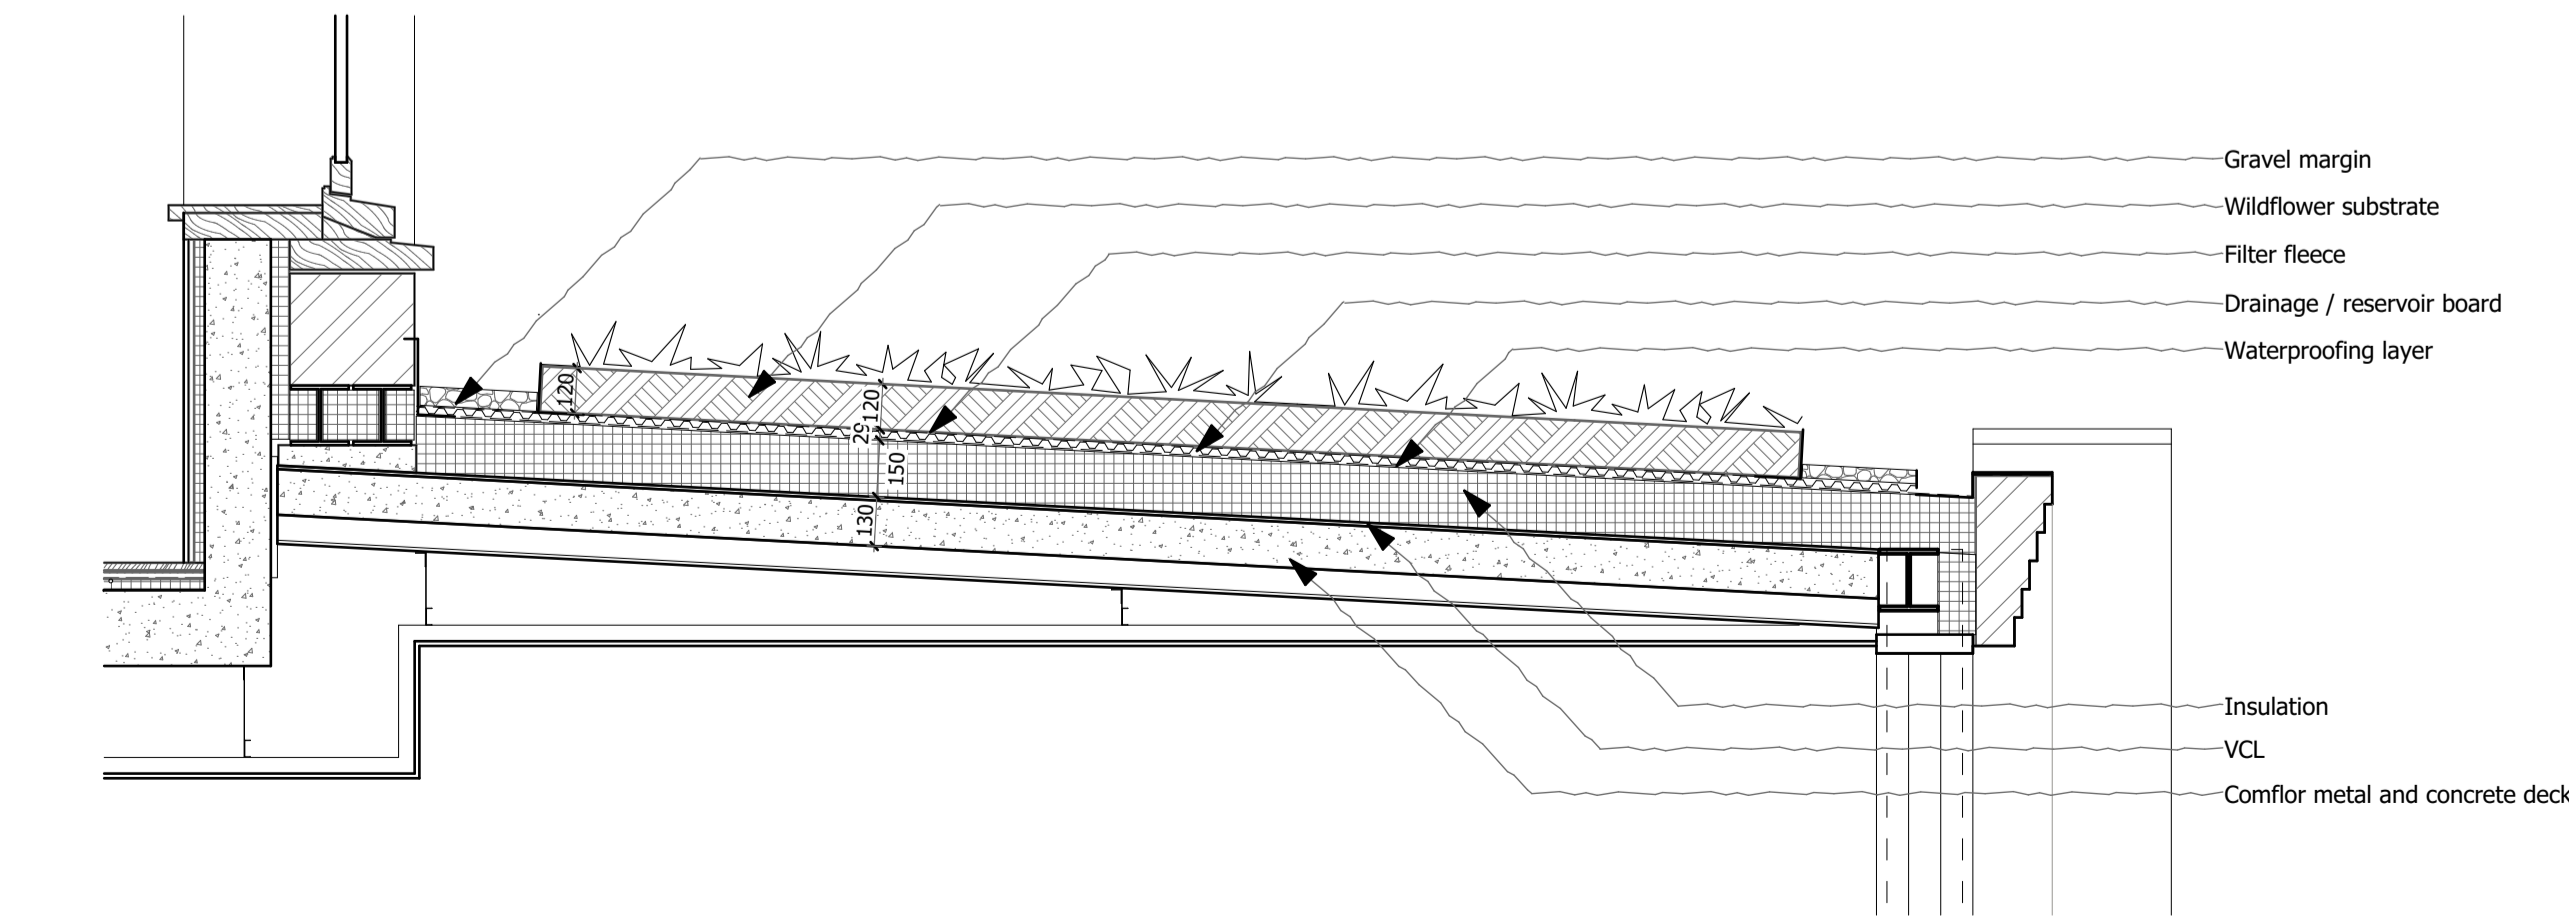 Gravel margin
Wildflower substrate
Filter fleece
Drainage / reservoir board
Waterproofing layer
120
120
29
150
130
Insulation
VCL
Comflor metal and concrete deck